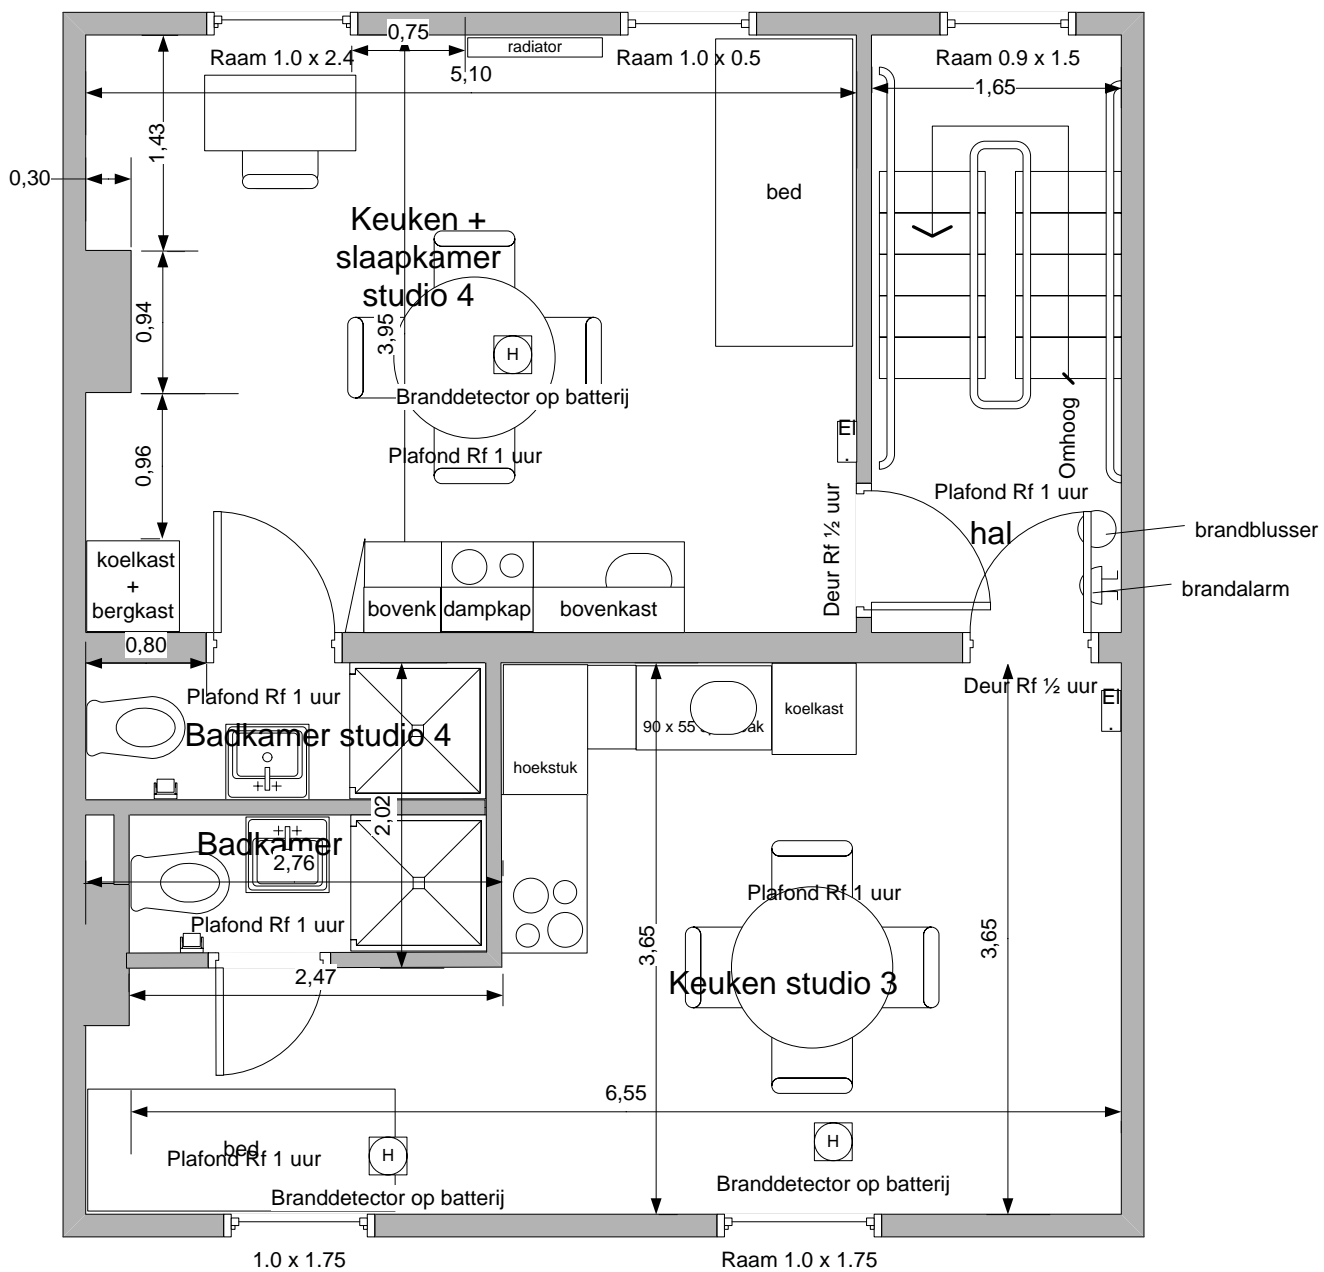 0,75
radiator
Raam 1.0 x 2.4
Raam 1.0 x 0.5
Raam 0.9 x 1.5
5,10
1,65
1,43
0,30
bed
Keuken +
slaapkamer
studio 4
0,94
3,95
H
Branddetector op batterij
El
.
Omhoog
Plafond Rf 1 uur
0,96
Deur Rf ½ uur
Plafond Rf 1 uur
hal
brandblusser
koelkast
+
bergkast
brandalarm
bovenk
dampkap
bovenkast
0,80
Plafond Rf 1 uur
Deur Rf ½ uur
El
.
koelkast
90 x 55
Badkamer studio 4
hoekstuk
2,02
Badkamer
2,76
Plafond Rf 1 uur
Plafond Rf 1 uur
3,65
3,65
2,47
Keuken studio 3
6,55
bed
Plafond Rf 1 uur
H
H
Branddetector op batterij
Branddetector op batterij
1.0 x 1.75
Raam 1.0 x 1.75